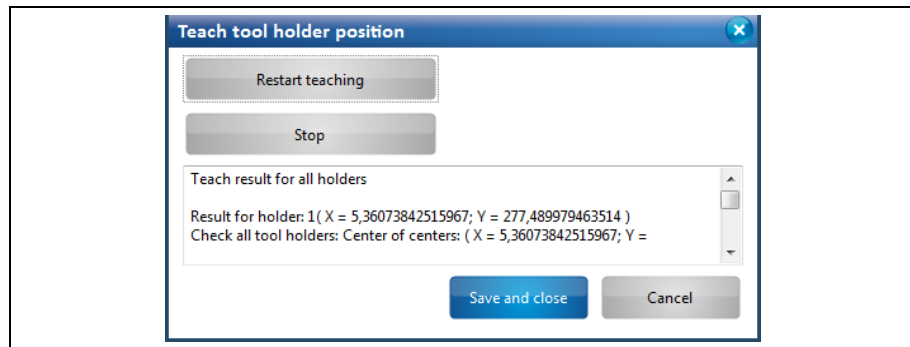 Teach tool holder position
Restart teaching
Stop
Teach result for all holders
Result for holder: 1( X = 5,36073842515967; Y = 277,489979463514 )
Check all tool holders: Center of centers: ( X = 5,36073842515967; Y =
Save and close
Cancel